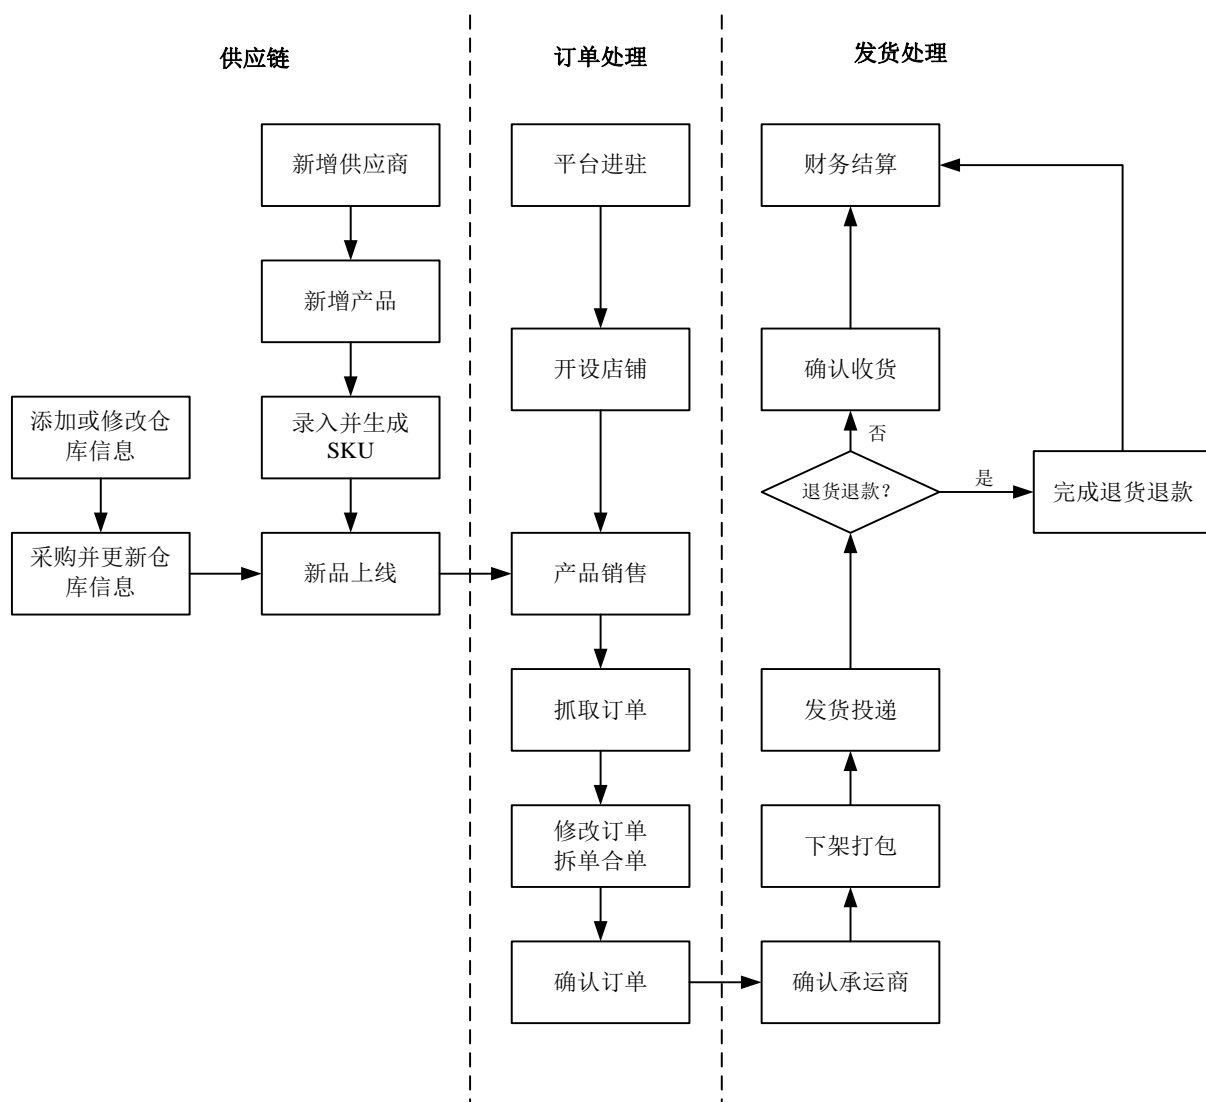 供应链
订单处理
发货处理
新增供应商
平台进驻
财务结算
新增产品
开设店铺
确认收货
添加或修改仓
库信息
录入并生成
SKU
否
退货退款？
是
完成退货退款
采购并更新仓
库信息
新品上线
产品销售
抓取订单
发货投递
修改订单
拆单合单
下架打包
确认订单
确认承运商